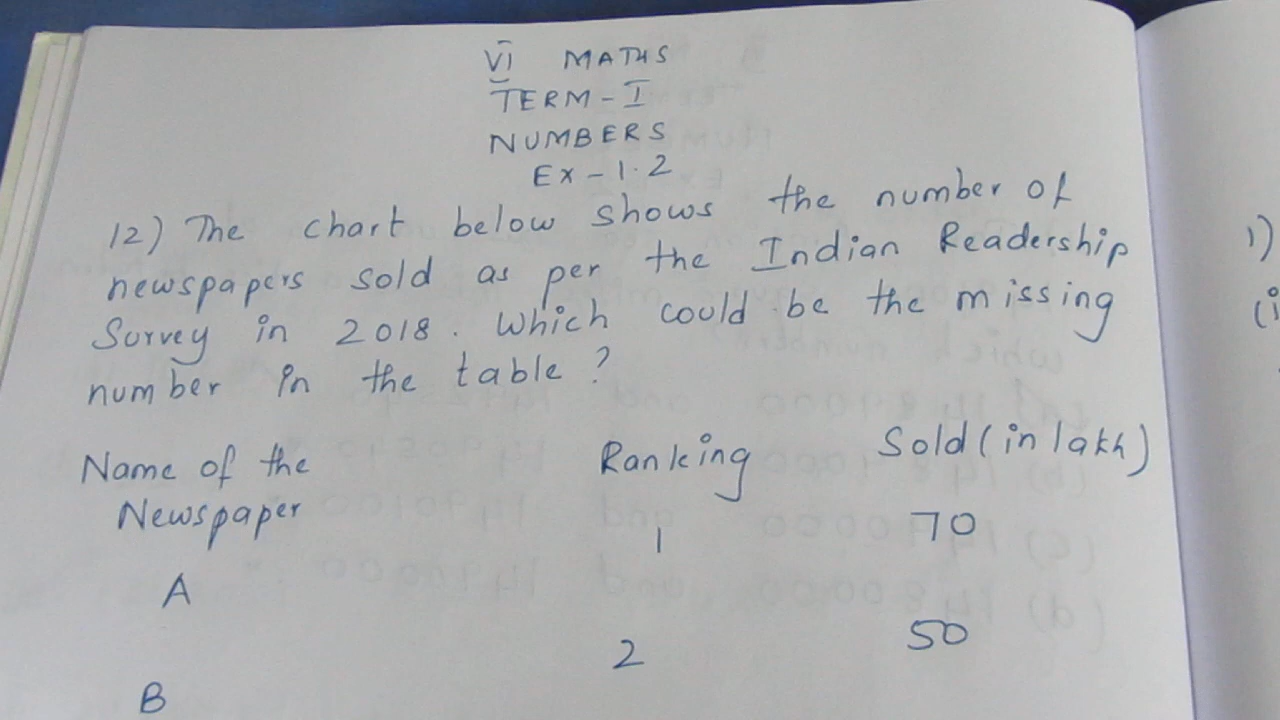 VI MATHS
TERM-I
NUMBERS
Ex-1.2
12) The chart below shows the number of
newspapers sold as per the Indian Readership
Survey in 2018. Which could be the missing
number in the table?
Name of the Ranking Sold (in lakh)
Newspaper
A 1 70
B 2 50
1)
(i